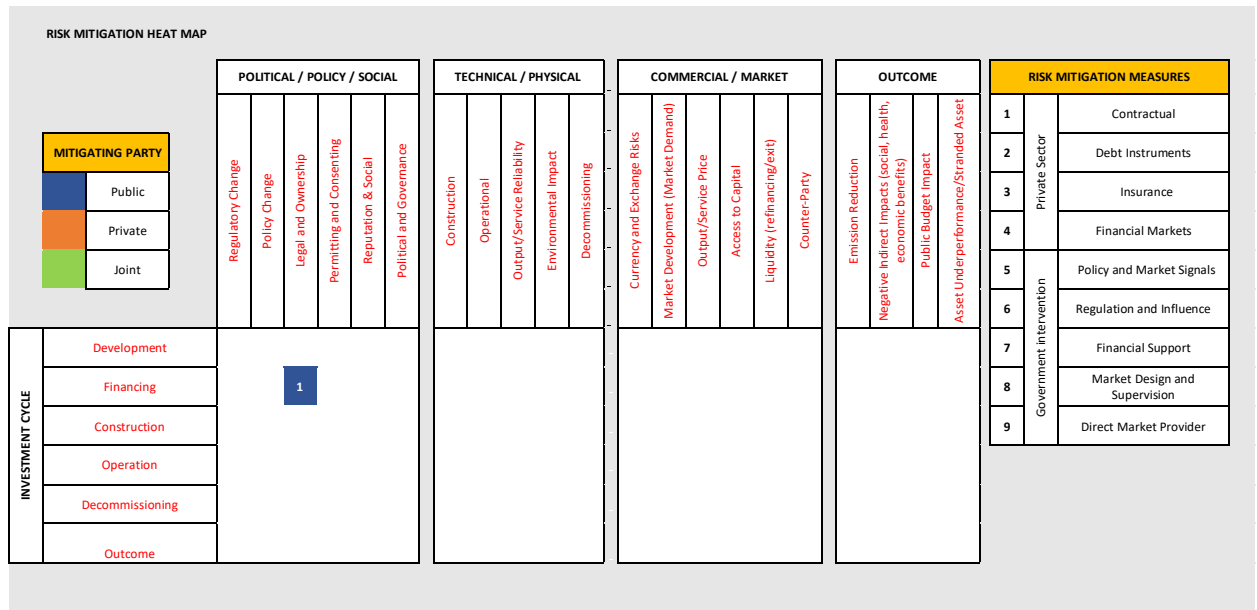 RISK MITIGATION HEAT MAP
POLITICAL / POLICY / SOCIAL
TECHNICAL / PHYSICAL
COMMERCIAL / MARKET
OUTCOME
RISK MITIGATION MEASURES
MITIGATING PARTY
Public
Private
Joint
Regulatory Change
Policy Change
Legal and Ownership
Permitting and Consenting
Reputation & Social
Political and Governance
Construction
Operational
Output/Service Reliability
Environmental Impact
Decommissioning
Currency and Exchange Risks
Market Development (Market Demand)
Output/Service Price
Access to Capital
Liquidity (refinancing/exit)
Counter-Party
Emission Reduction
Negative Indirect Impacts (social, health,
economic benefits)
Public Budget Impact
Asset Underperformance/Stranded Asset
Private Sector
1 Contractual
2 Debt Instruments
3 Insurance
4 Financial Markets
Government intervention
5 Policy and Market Signals
6 Regulation and Influence
7 Financial Support
8 Market Design and
Supervision
9 Direct Market Provider
INVESTMENT CYCLE
Development
Financing
1
Construction
Operation
Decommissioning
Outcome